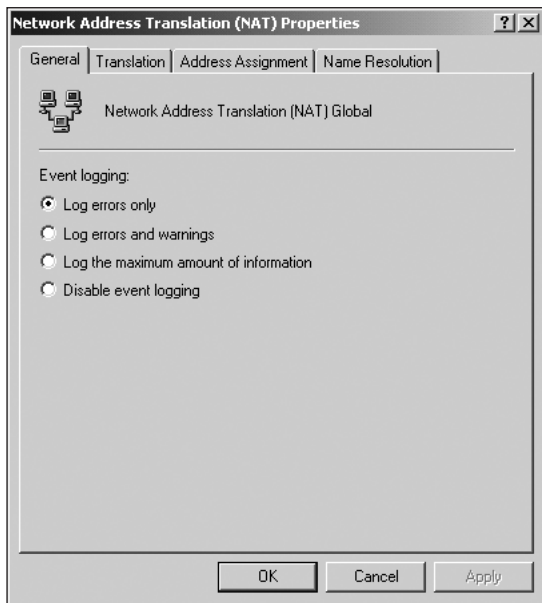 Network Address Translation (NAT) Properties
General Translation Address Assignment Name Resolution
Network Address Translation (NAT) Global
Event logging:
Log errors only
Log errors and warnings
Log the maximum amount of information
Disable event logging
OK Cancel Apply